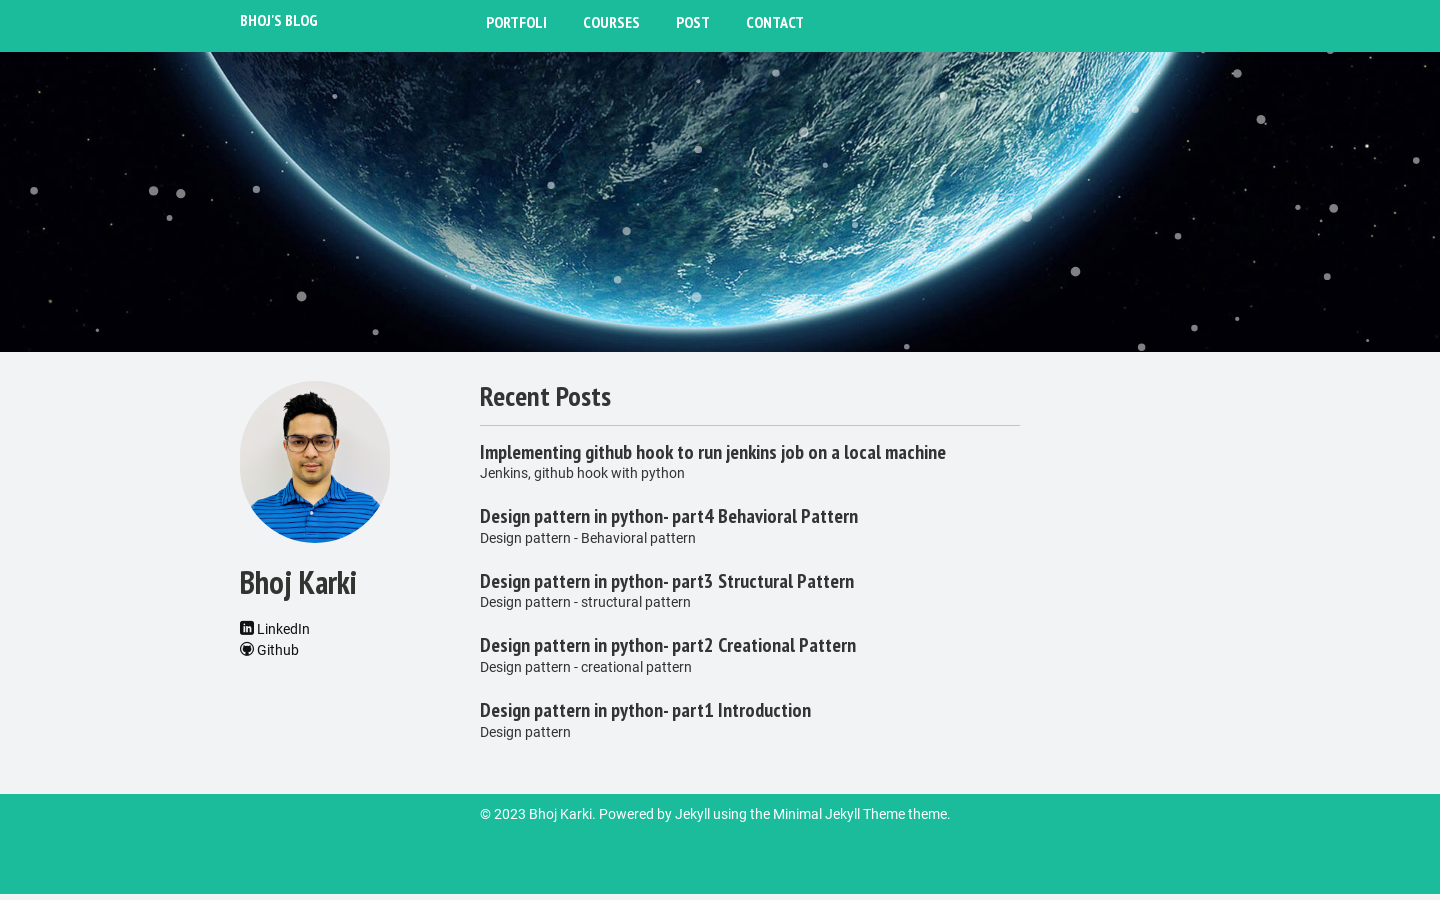 BHOJ'S BLOG
PORTFOLI
COURSES
POST
CONTACT
Bhoj Karki
LinkedIn
Github
Recent Posts
Implementing github hook to run jenkins job on a local machine
Jenkins, github hook with python
Design pattern in python- part4 Behavioral Pattern
Design pattern - Behavioral pattern
Design pattern in python- part3 Structural Pattern
Design pattern - structural pattern
Design pattern in python- part2 Creational Pattern
Design pattern - creational pattern
Design pattern in python- part1 Introduction
Design pattern
© 2023 Bhoj Karki. Powered by Jekyll using the Minimal Jekyll Theme theme.